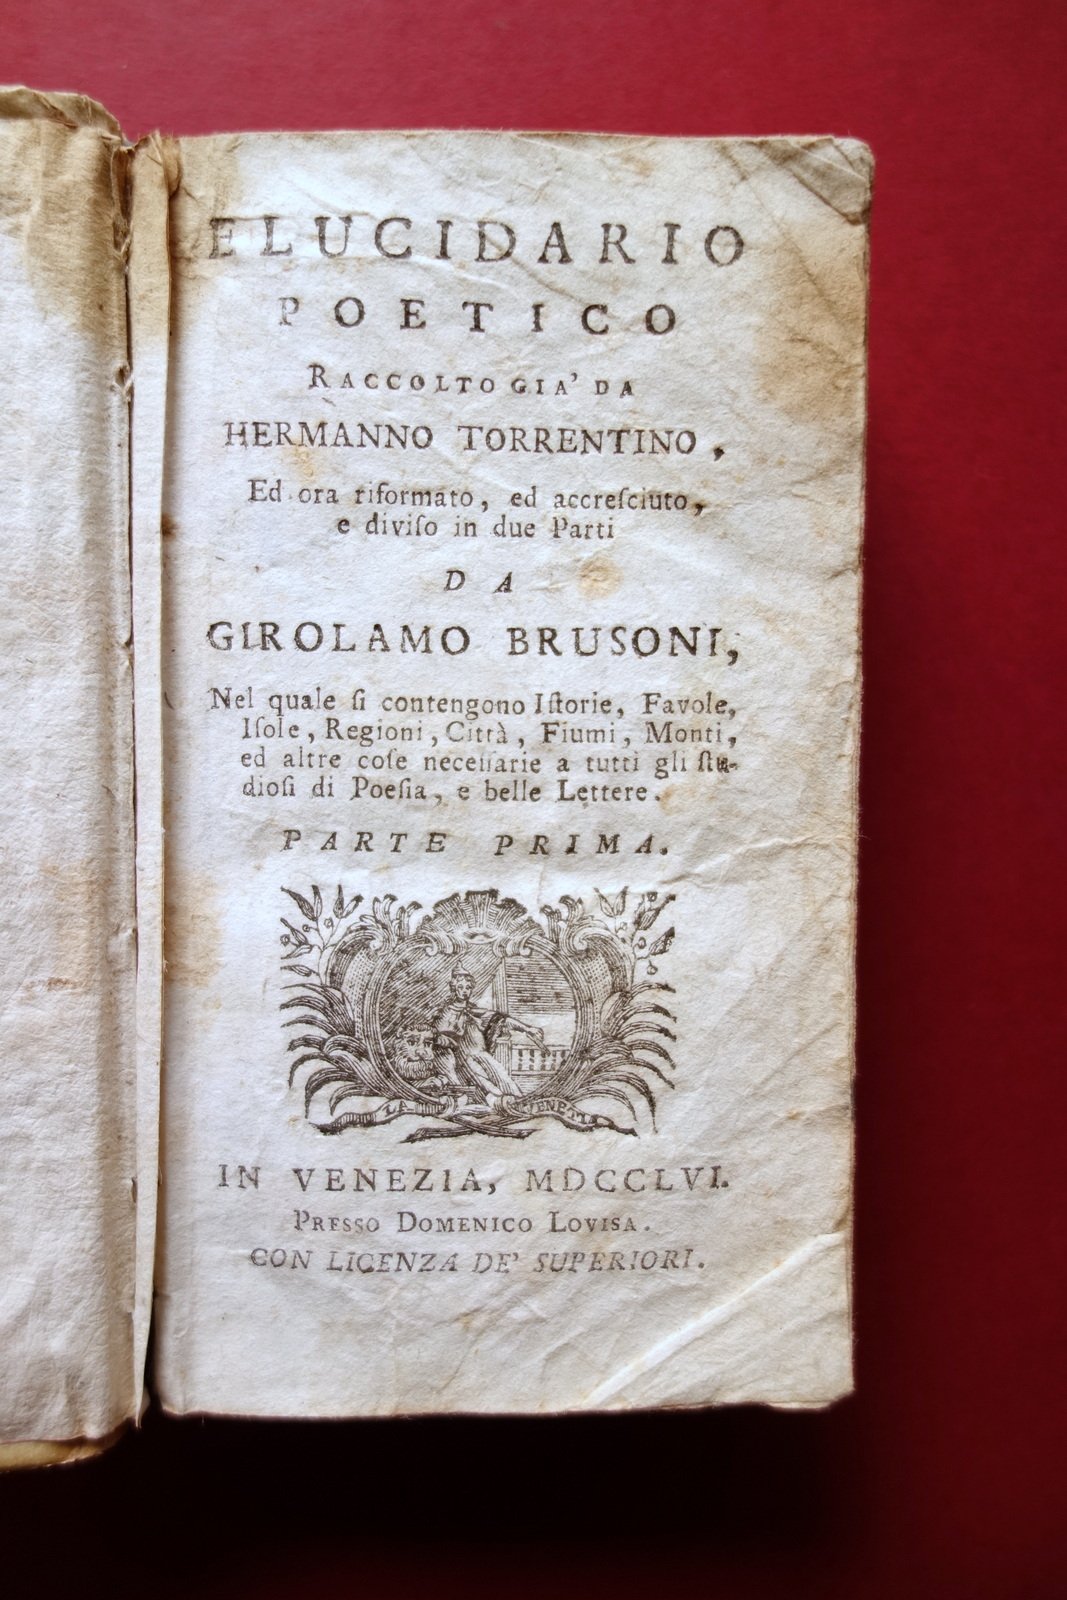 ELUCIDARIO
POETICO
RACCOLTO GIA' DA
HERMANNO TORRENTINO,
Ed ora riformato, ed accreſciuto,
e diviſo in due Parti
DA
GIROLAMO BRUSONI,
Nel quale ſi contengono Iſtorie, Favole,
Iſole, Regioni, Città, Fiumi, Monti,
ed altre coſe neceſſarie a tutti gli ſtu-
dioſi di Poeſia, e belle Lettere.
PARTE PRIMA.
LA VENETIA
IN VENEZIA, MDCCLVI.
PRESSO DOMENICO LOVISA.
CON LICENZA DE' SUPERIORI.